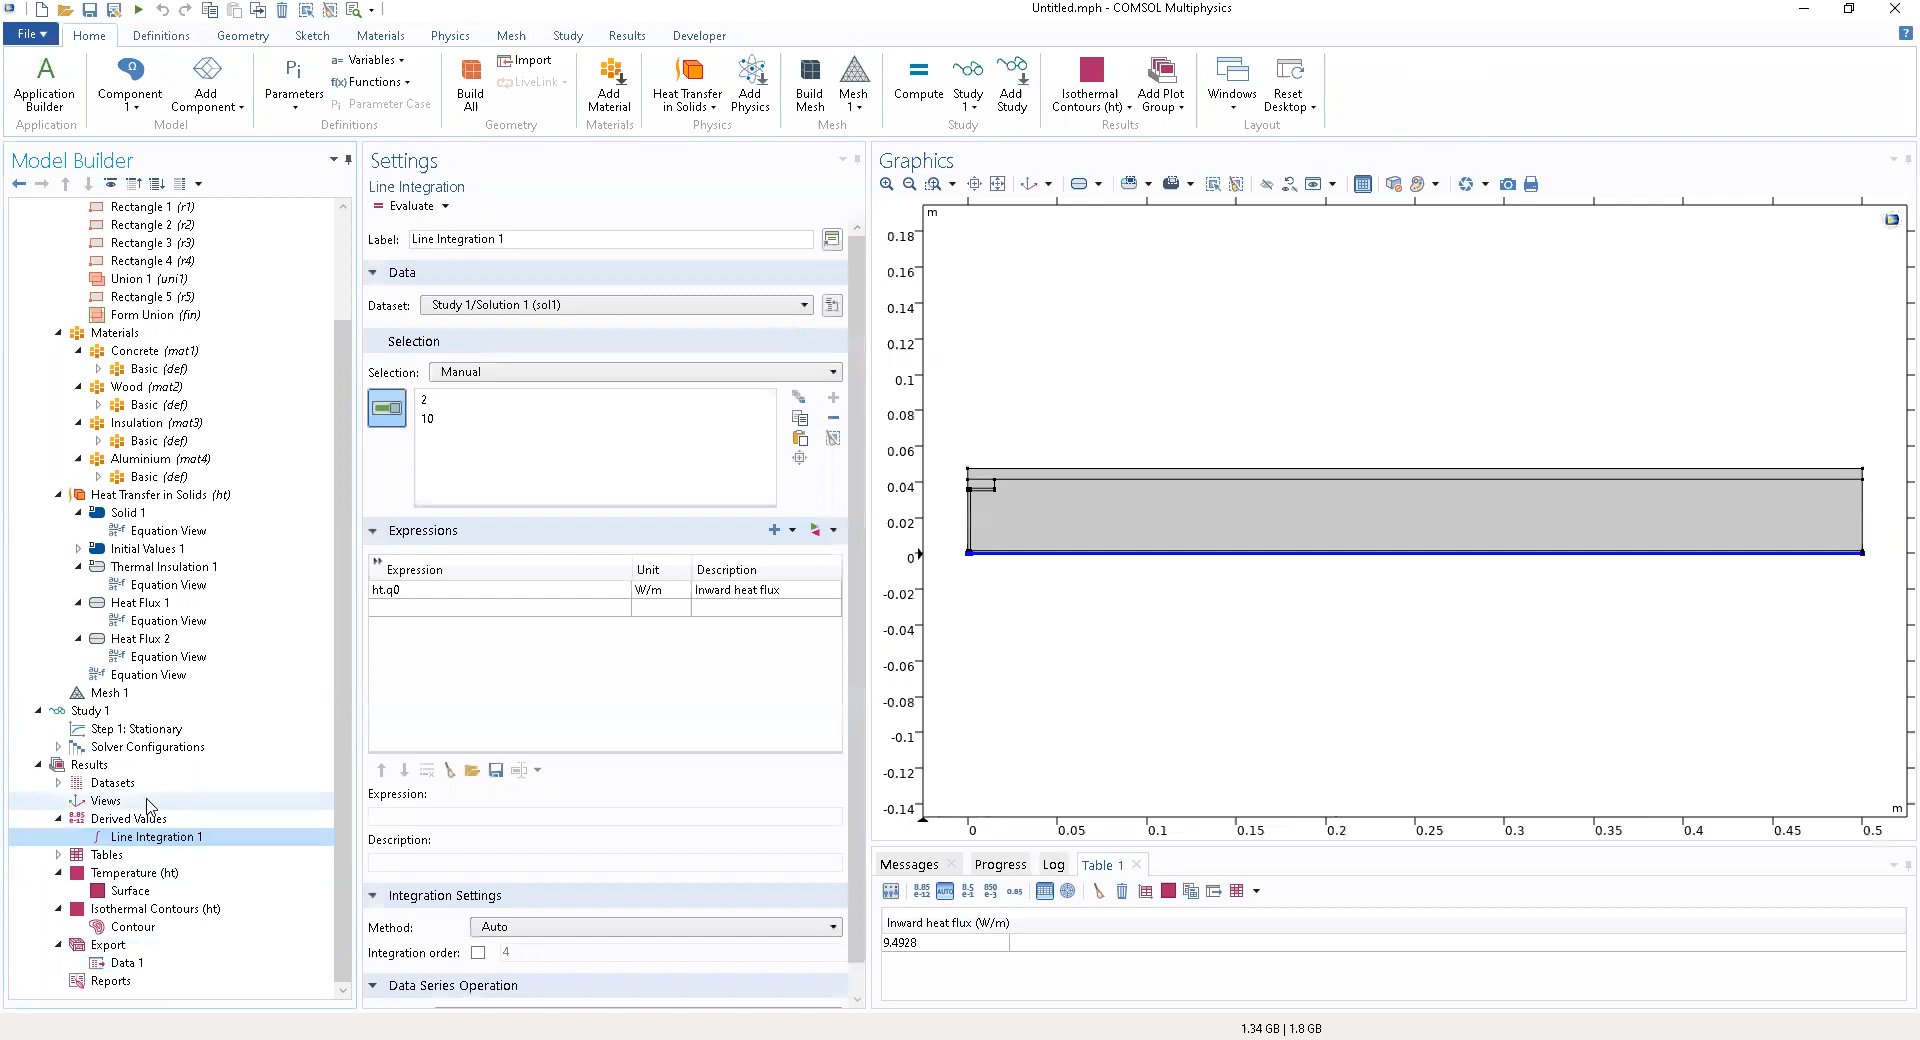 Untitled.mph - COMSOL Multiphysics
File Home Definitions Geometry Sketch Materials Physics Mesh Study Results Developer
Application Builder
Application
Component 1
Add Component
Model
Pi Parameters
a= Variables
f(x) Functions
Pi Parameter Case
Definitions
Build All
Import
LiveLink
Geometry
Add Material
Materials
Heat Transfer in Solids
Add Physics
Physics
Build Mesh
Mesh 1
Mesh
Compute
Study 1
Add Study
Study
Isothermal Contours (ht)
Add Plot Group
Results
Windows
Reset Desktop
Layout
Model Builder
Rectangle 1 (r1)
Rectangle 2 (r2)
Rectangle 3 (r3)
Rectangle 4 (r4)
Union 1 (uni1)
Rectangle 5 (r5)
Form Union (fin)
Materials
Concrete (mat1)
Basic (def)
Wood (mat2)
Basic (def)
Insulation (mat3)
Basic (def)
Aluminium (mat4)
Basic (def)
Heat Transfer in Solids (ht)
Solid 1
Equation View
Initial Values 1
Thermal Insulation 1
Equation View
Heat Flux 1
Equation View
Heat Flux 2
Equation View
Equation View
Mesh 1
Study 1
Step 1: Stationary
Solver Configurations
Results
Datasets
Views
Derived Values
Line Integration 1
Tables
Temperature (ht)
Surface
Isothermal Contours (ht)
Contour
Export
Data 1
Reports
Settings
Line Integration
= Evaluate
Label: Line Integration 1
Data
Dataset: Study 1/Solution 1 (sol1)
Selection
Selection: Manual
2
10
Expressions
Expression Unit Description
ht.q0 W/m Inward heat flux
Expression:
Description:
Integration Settings
Method: Auto
Integration order: 4
Data Series Operation
Graphics
m
0.18
0.16
0.14
0.12
0.1
0.08
0.06
0.04
0.02
0
-0.02
-0.04
-0.06
-0.08
-0.1
-0.12
-0.14
m
0 0.05 0.1 0.15 0.2 0.25 0.3 0.35 0.4 0.45 0.5
Messages Progress Log Table 1
8.85 e-12 AUTO 8.5 e-1 850 e-3 0.85
Inward heat flux (W/m)
9.4928
1.34 GB | 1.8 GB